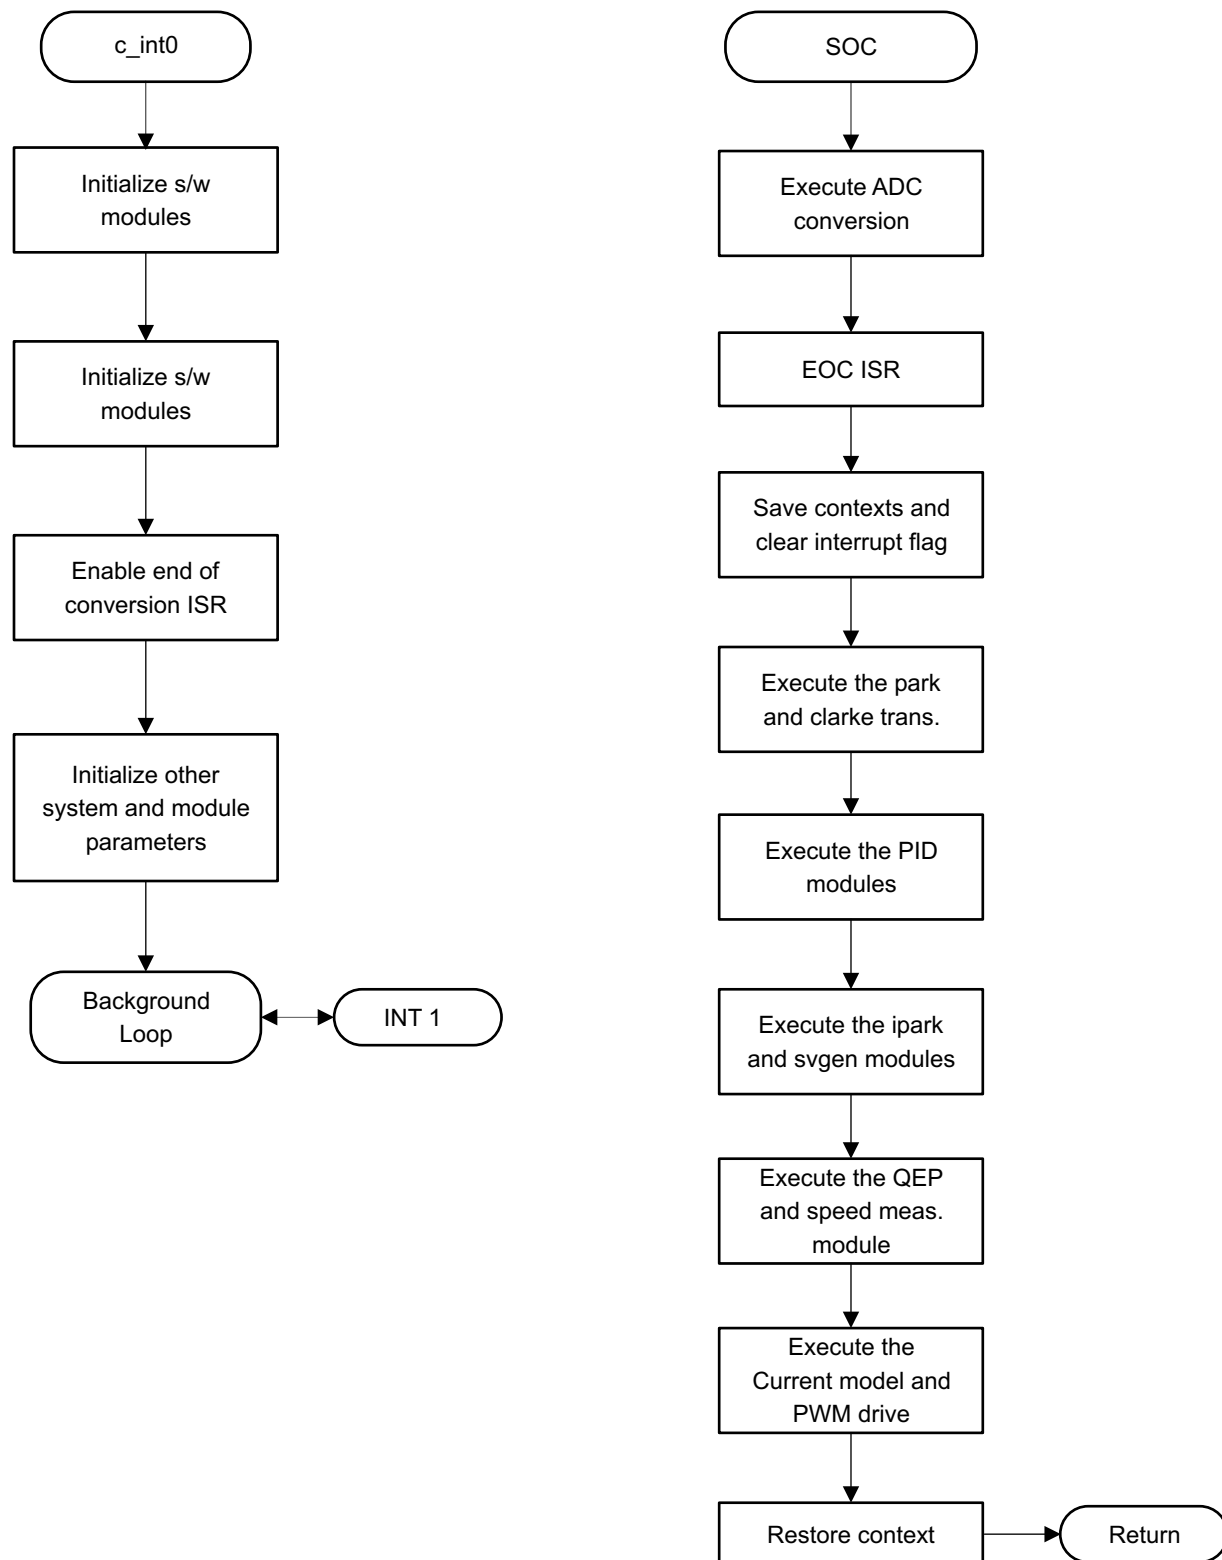 c_int0
Initialize s/w
modules
Initialize s/w
modules
Enable end of
conversion ISR
Initialize other
system and module
parameters
Background
Loop
INT 1
SOC
Execute ADC
conversion
EOC ISR
Save contexts and
clear interrupt flag
Execute the park
and clarke trans.
Execute the PID
modules
Execute the ipark
and svgen modules
Execute the QEP
and speed meas.
module
Execute the
Current model and
PWM drive
Restore context
Return